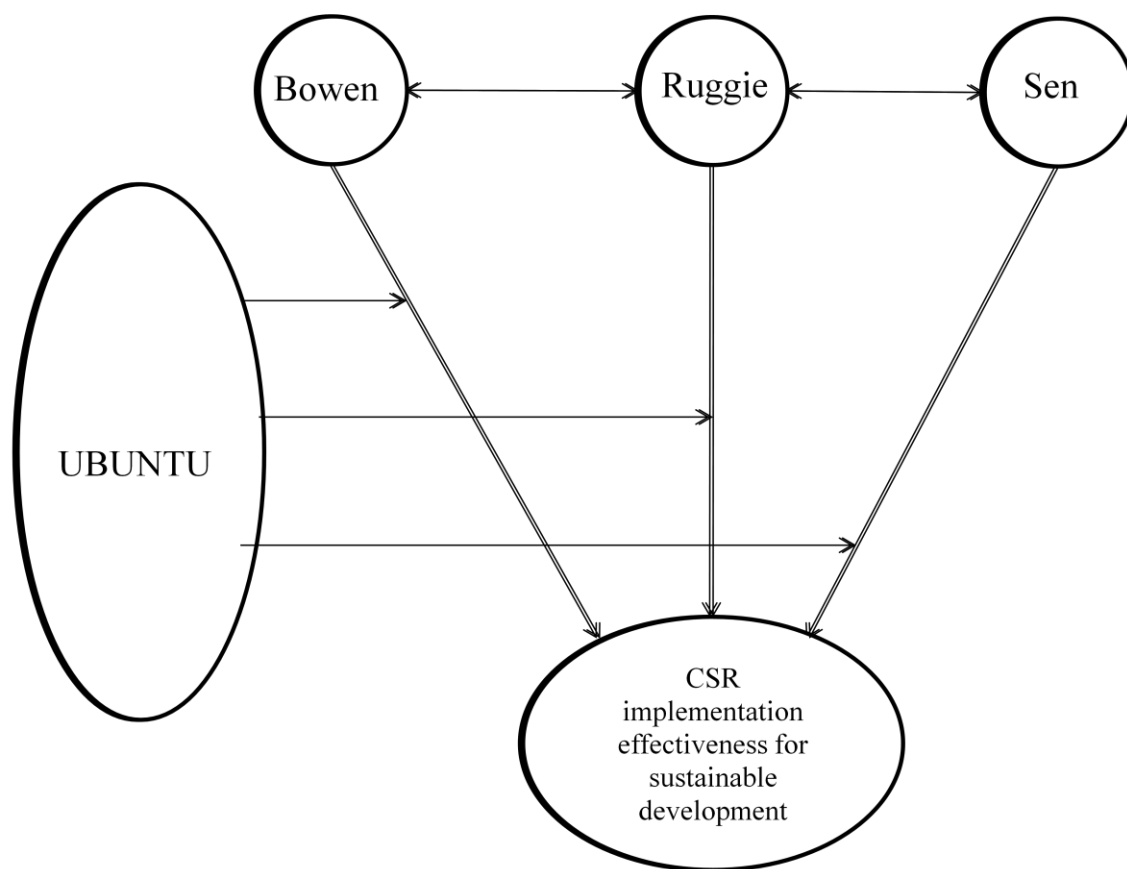 Bowen
Ruggie
Sen
UBUNTU
CSR
implementation
effectiveness for
sustainable
development